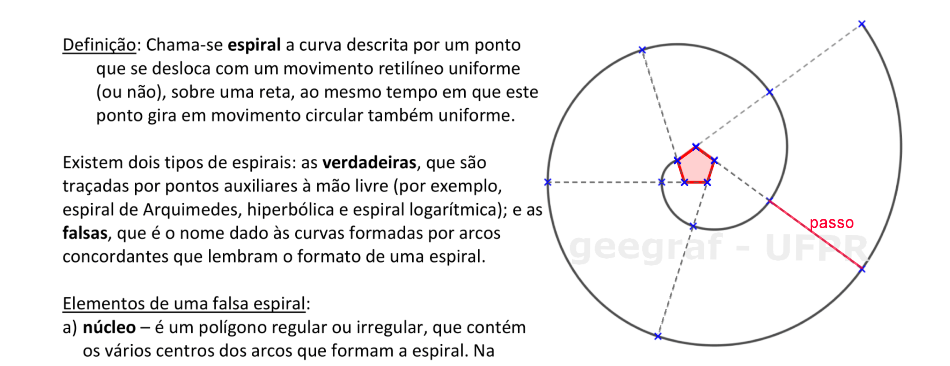 Definição: Chama-se espiral a curva descrita por um ponto
que se desloca com um movimento retilíneo uniforme
(ou não), sobre uma reta, ao mesmo tempo em que este
ponto gira em movimento circular também uniforme.
Existem dois tipos de espirais: as verdadeiras, que são
traçadas por pontos auxiliares à mão livre (por exemplo,
espiral de Arquimedes, hiperbólica e espiral logarítmica); e as
falsas, que é o nome dado às curvas formadas por arcos
concordantes que lembram o formato de uma espiral.
Elementos de uma falsa espiral:
a) núcleo – é um polígono regular ou irregular, que contém
os vários centros dos arcos que formam a espiral. Na
passo
geegraf - UFPR